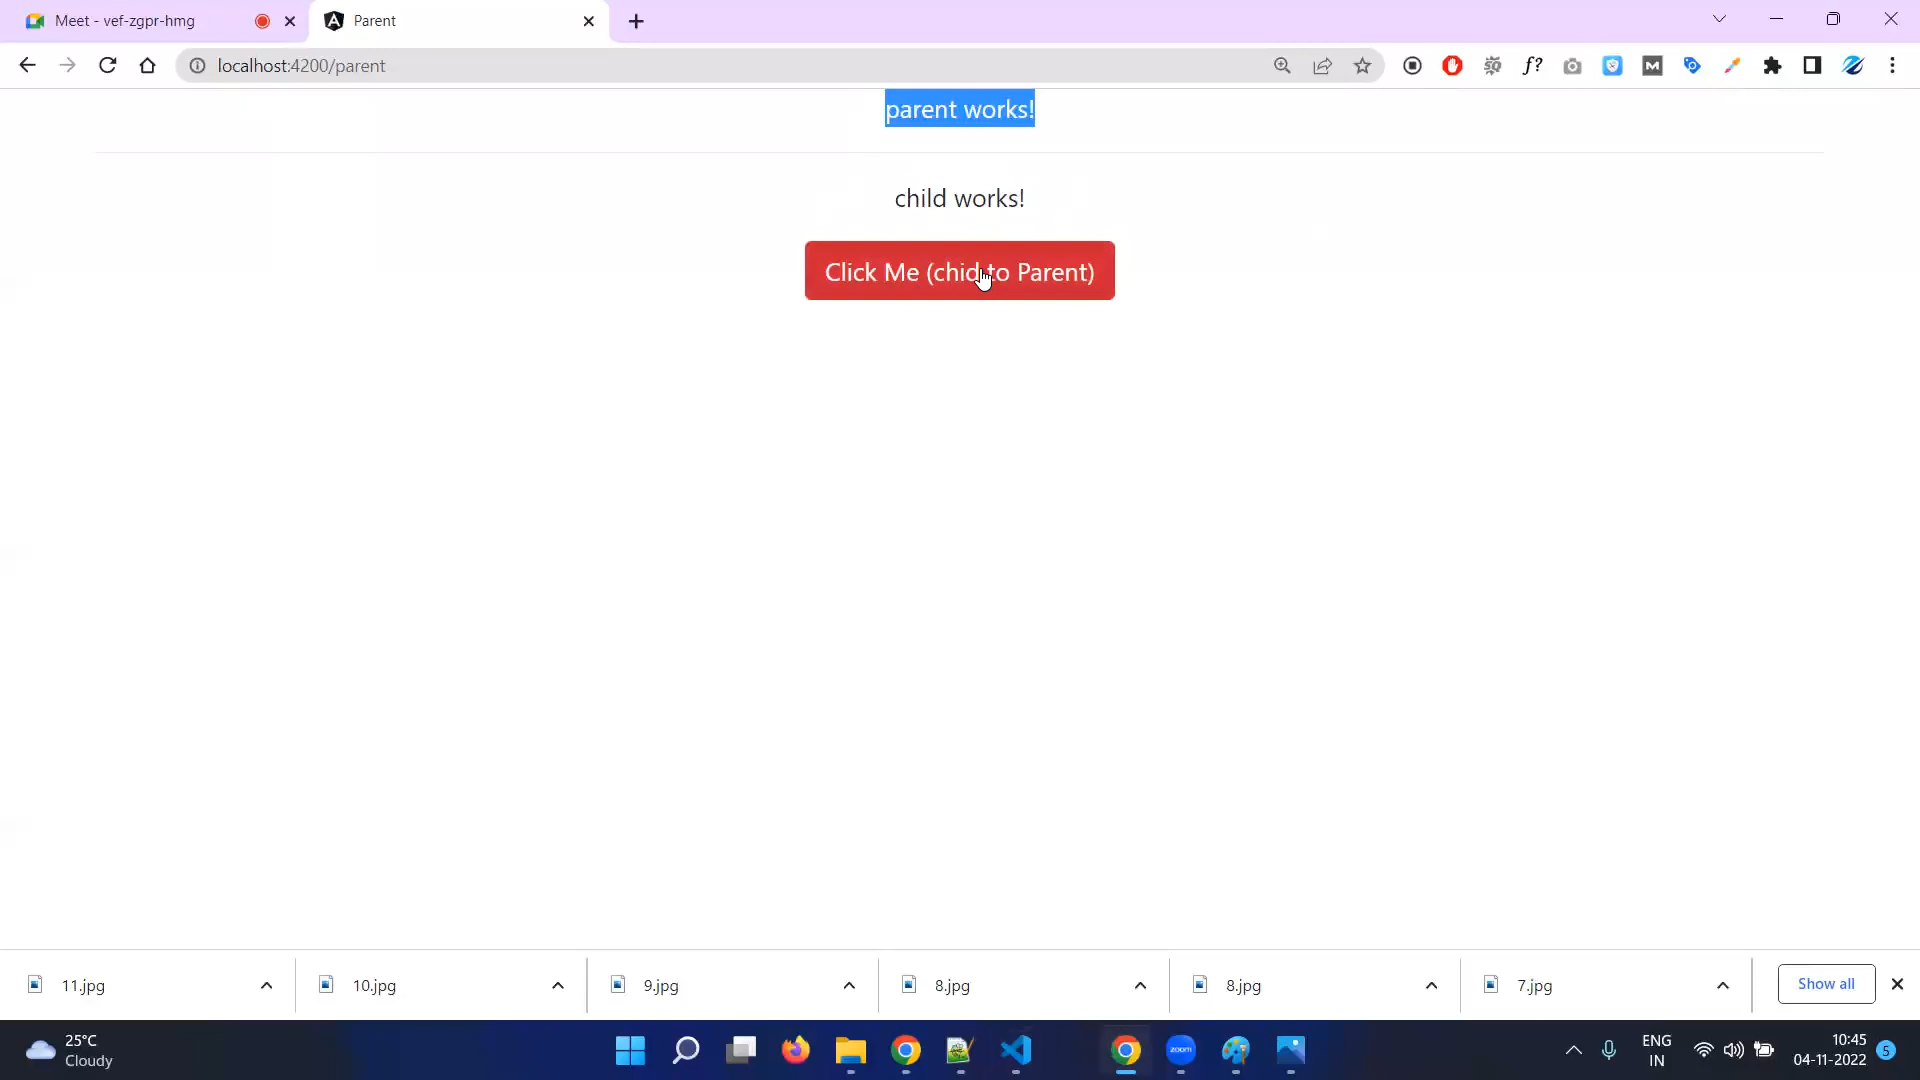 Meet - vef-zgpr-hmg
Parent
localhost:4200/parent
f?
M
parent works!
child works!
Click Me (chid to Parent)
11.jpg
10.jpg
9.jpg
8.jpg
8.jpg
7.jpg
Show all
25°C
Cloudy
zoom
ENG
IN
10:45
04-11-2022
5